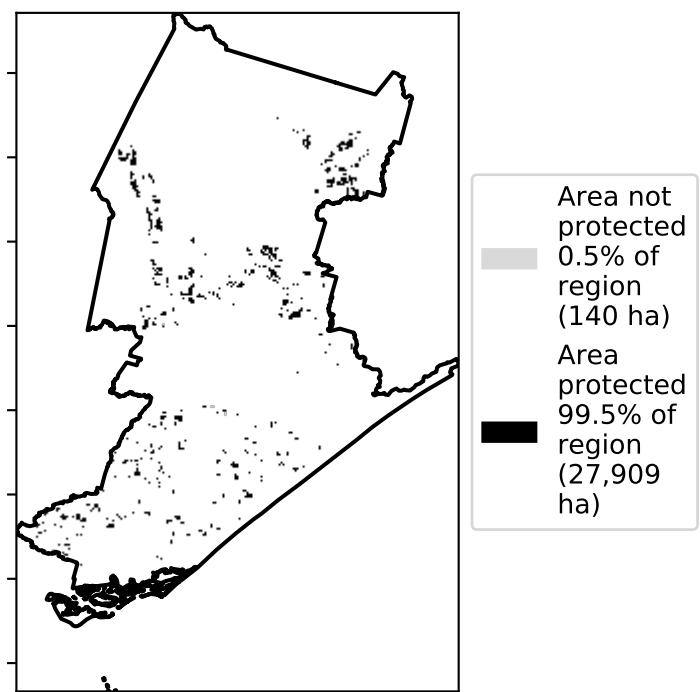 Area not
protected
0.5% of
region
(140 ha)
Area
protected
99.5% of
region
(27,909
ha)